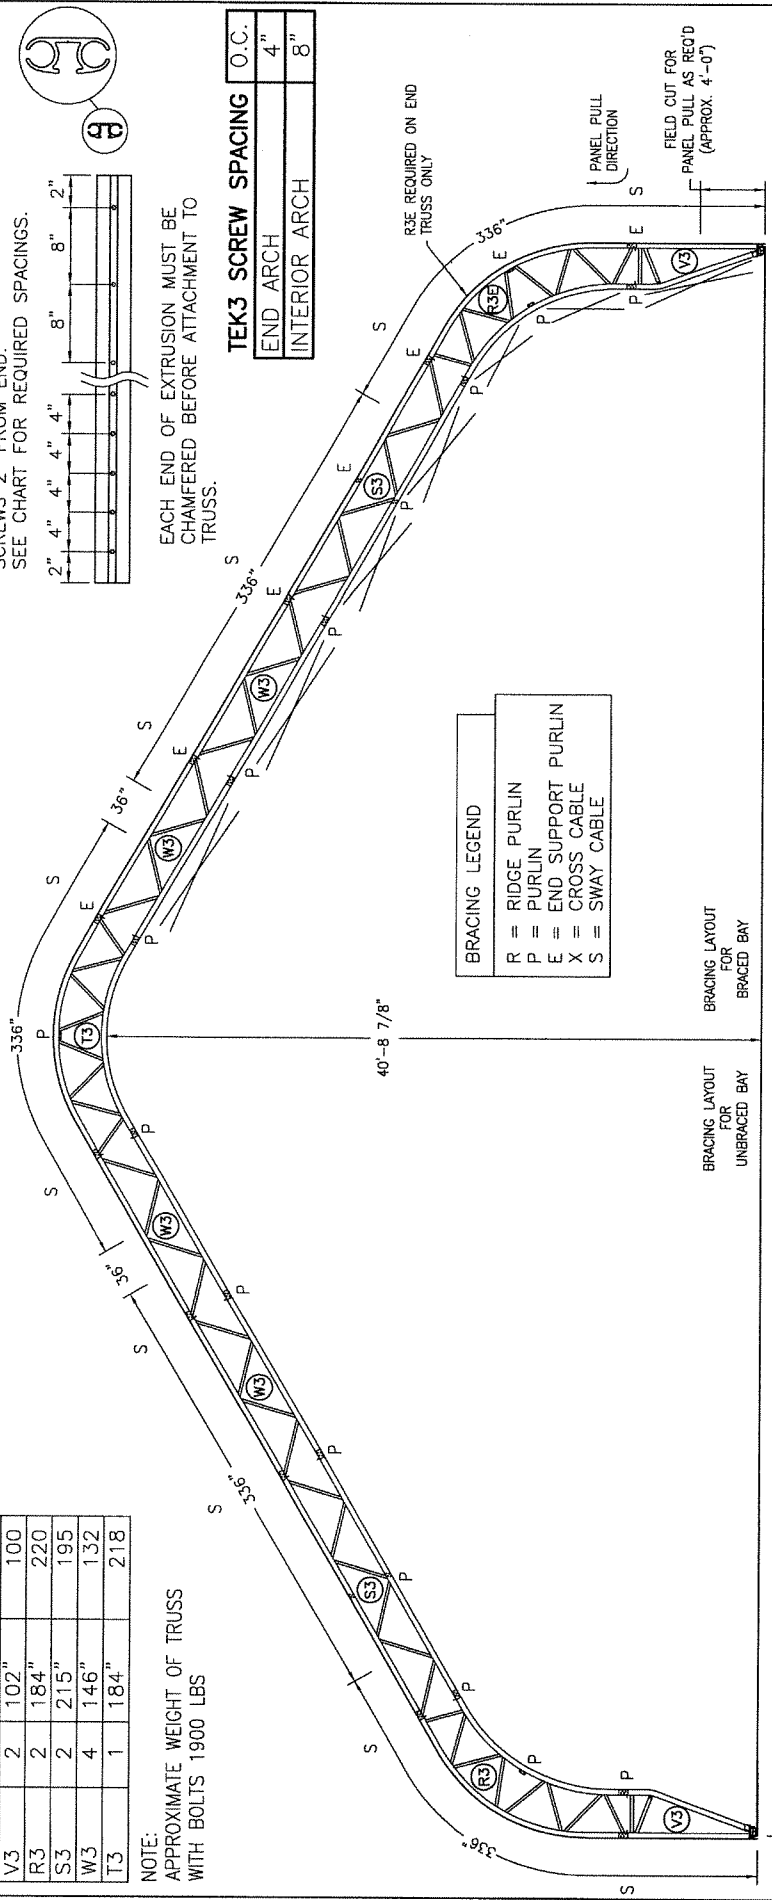 SCREWS 2" FROM END.
SEE CHART FOR REQUIRED SPACINGS.
2" 4" 4" 4" 4" 8" 8" 2"
EACH END OF EXTRUSION MUST BE
CHAMFERED BEFORE ATTACHMENT TO
TRUSS.
TEK3 SCREW SPACING O.C.
END ARCH 4"
INTERIOR ARCH 8"
V3 2 102" 100
R3 2 184" 220
S3 2 215" 195
W3 4 146" 132
T3 1 184" 218
NOTE:
APPROXIMATE WEIGHT OF TRUSS
WITH BOLTS 1900 LBS
336"
S
S
36"
36"
S
S
336"
336"
S
S
S
S
336"
336"
S
S
P
T3
E
P
P
W3
W3
E
P
P
W3
W3
E
P
P
S3
S3
E
P
P
E
P
P
R3
R3E
E
P
P
E
P
P
V3
V3
R3E REQUIRED ON END
TRUSS ONLY
PANEL PULL
DIRECTION
FIELD CUT FOR
PANEL PULL AS REQ'D
(APPROX. 4'-0")
40'-8 7/8"
BRACING LEGEND
R = RIDGE PURLIN
P = PURLIN
E = END SUPPORT PURLIN
X = CROSS CABLE
S = SWAY CABLE
BRACING LAYOUT
FOR
UNBRACED BAY
BRACING LAYOUT
FOR
BRACED BAY